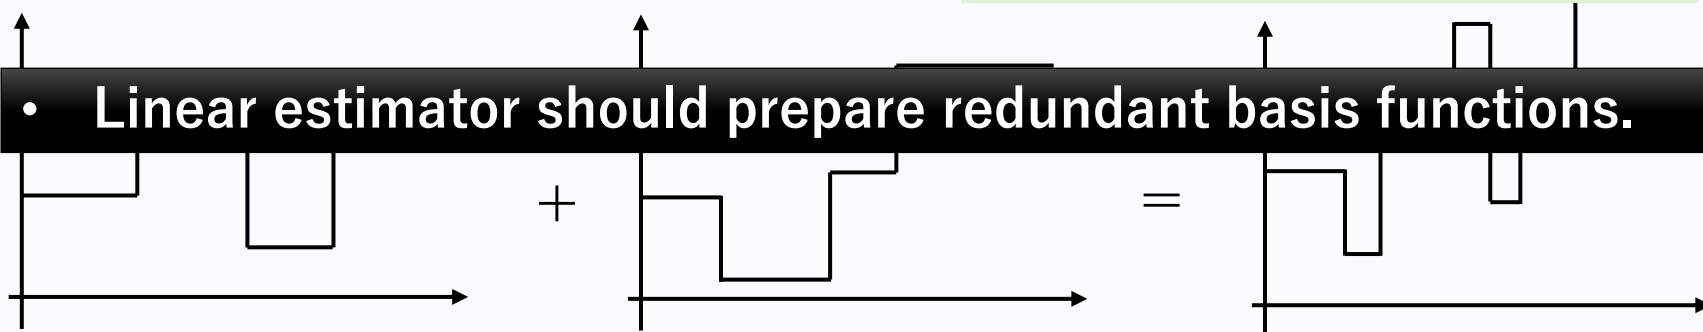 • Linear estimator should prepare redundant basis functions.
+ =